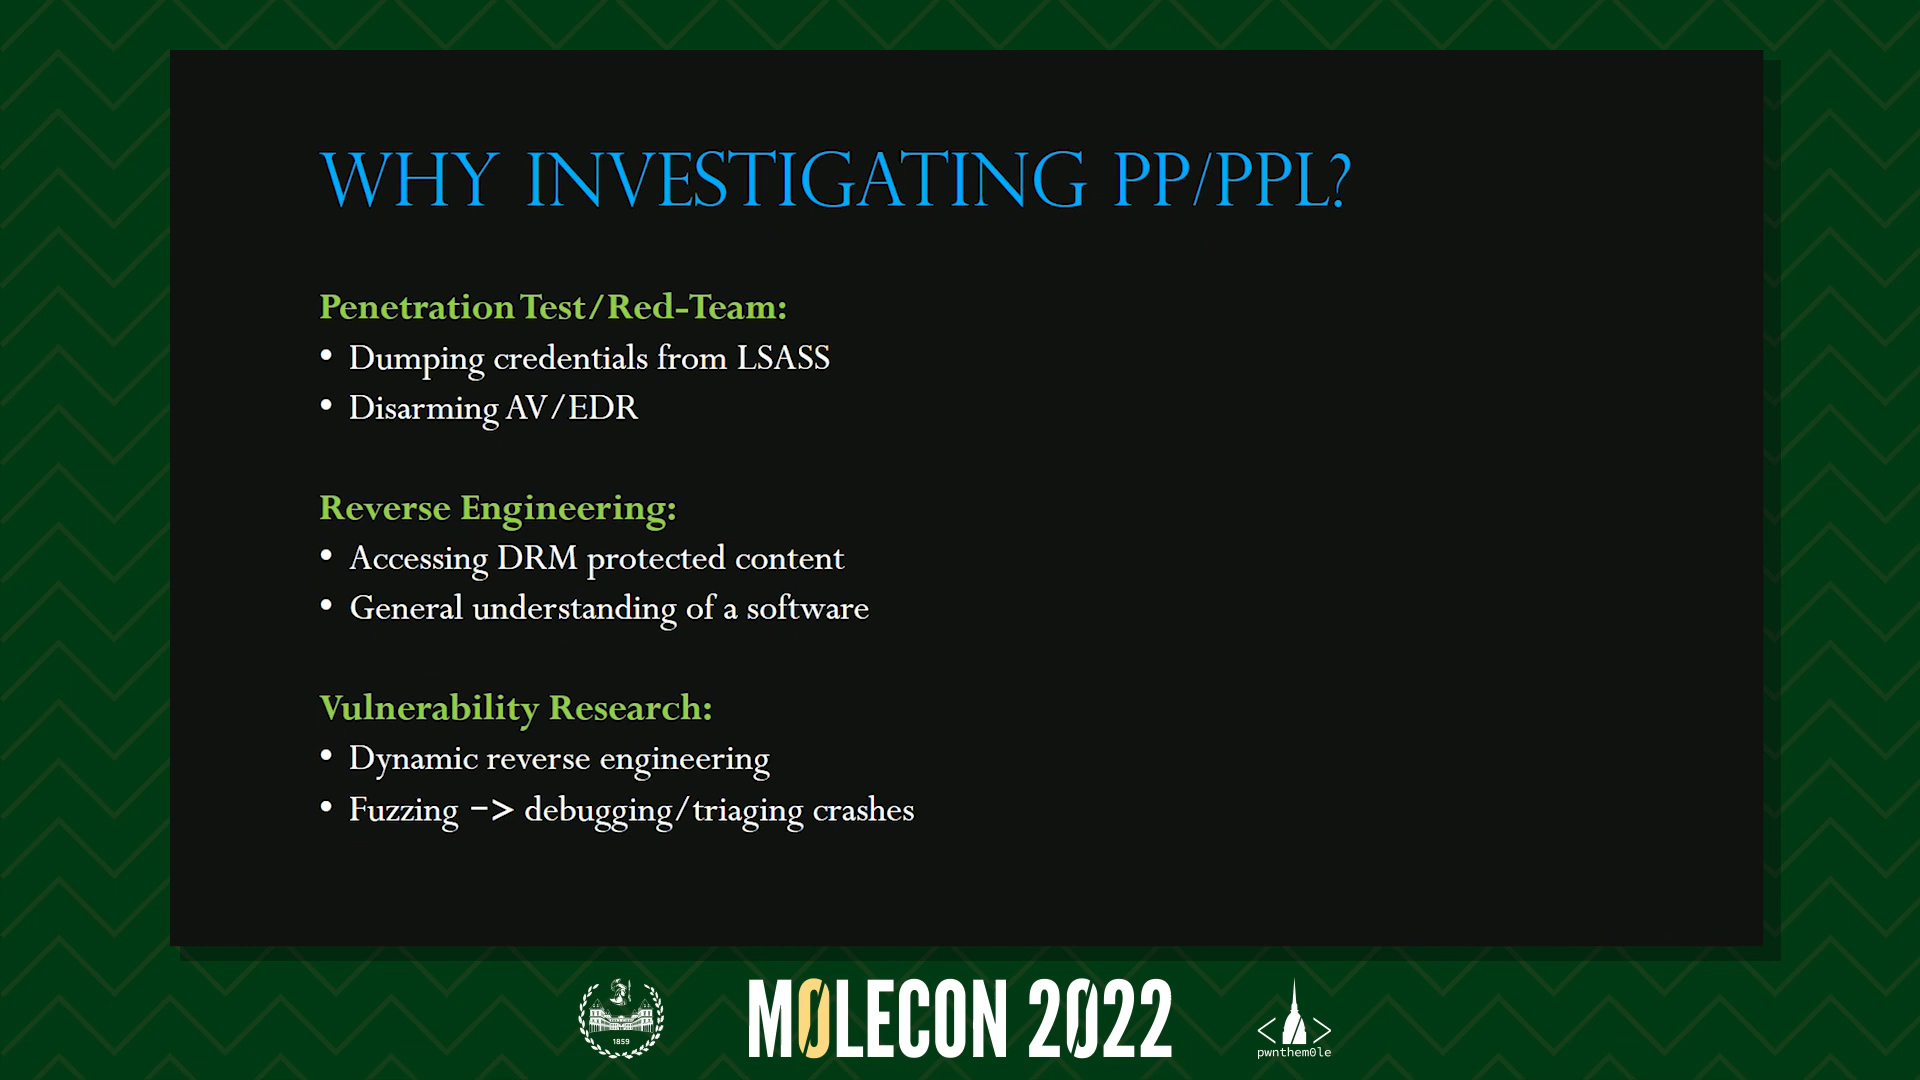 WHY INVESTIGATING PP/PPL?
Penetration Test/Red-Team:
• Dumping credentials from LSASS
• Disarming AV/EDR
Reverse Engineering:
• Accessing DRM protected content
• General understanding of a software
Vulnerability Research:
• Dynamic reverse engineering
• Fuzzing –> debugging/triaging crashes
1859
M0LECON 2022
<>
pwnthem0le